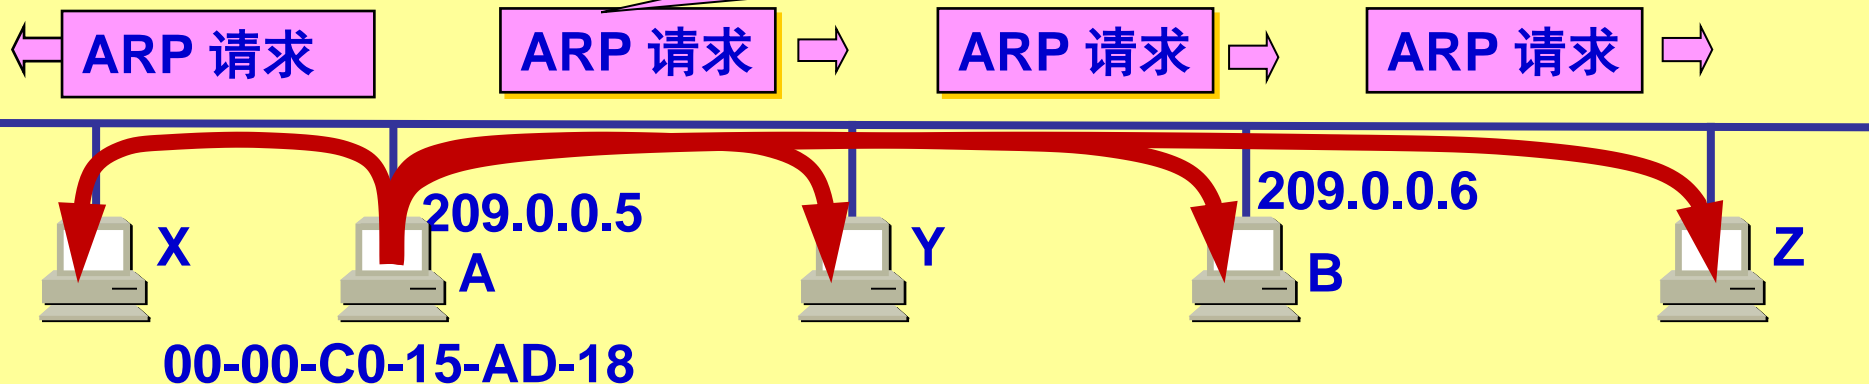 ARP 请求
ARP 请求
ARP 请求
ARP 请求
209.0.0.5
209.0.0.6
X
A
Y
B
Z
00-00-C0-15-AD-18